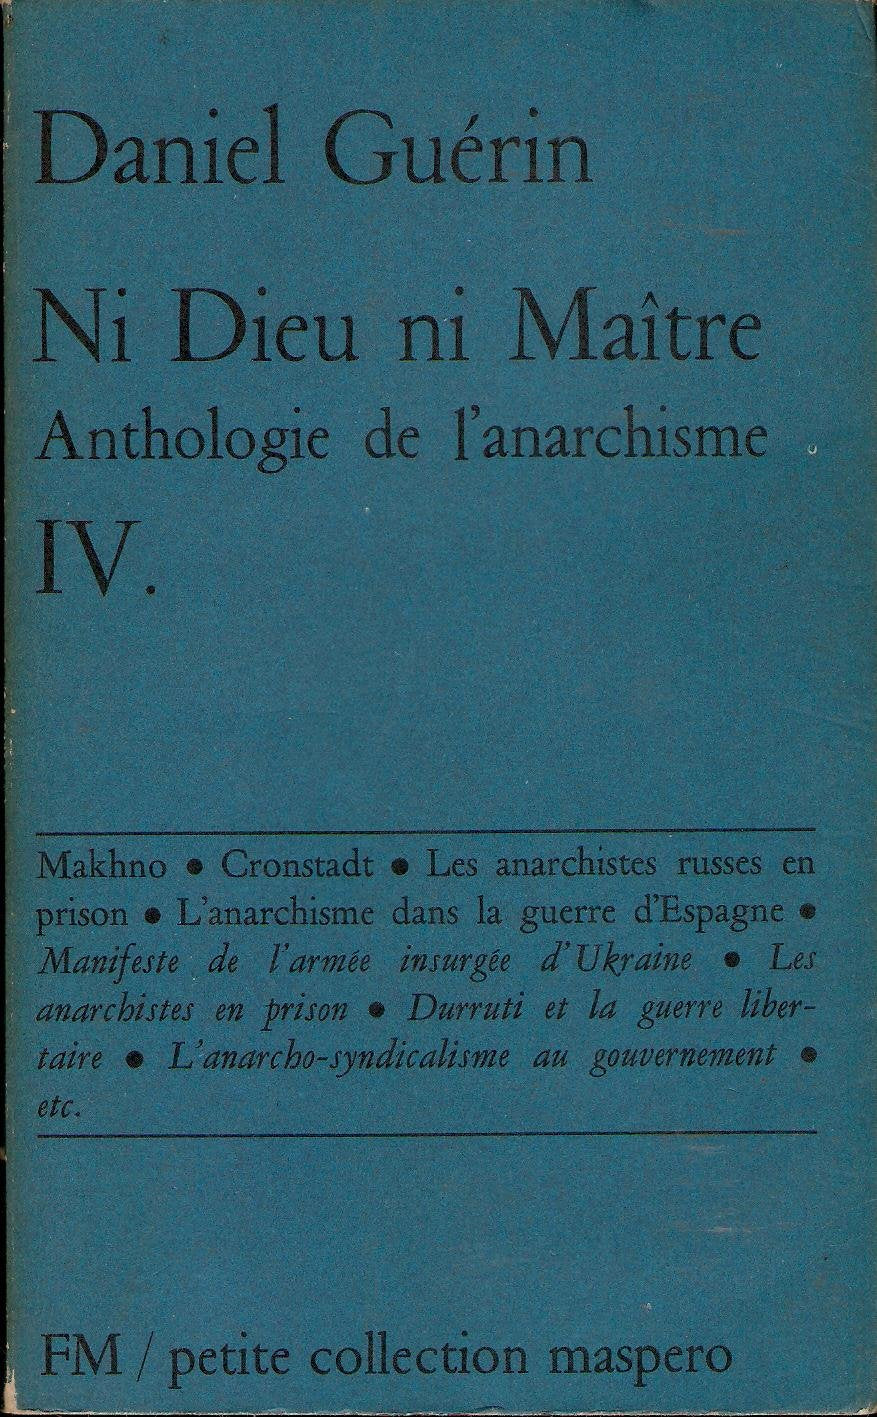 Daniel Guérin
Ni Dieu ni Maître
Anthologie de l'anarchisme
IV.
Makhno ● Cronstadt ● Les anarchistes russes en
prison ● L'anarchisme dans la guerre d'Espagne ●
Manifeste de l'armée insurgée d'Ukraine ● Les
anarchistes en prison ● Durruti et la guerre liber-
taire ● L'anarcho-syndicalisme au gouvernement ●
etc.
FM / petite collection maspero